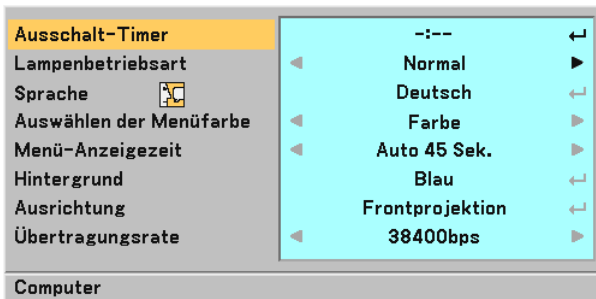 Ausschalt-Timer -:--
Lampenbetriebsart Normal
Sprache Deutsch
Auswählen der Menüfarbe Farbe
Menü-Anzeigezeit Auto 45 Sek.
Hintergrund Blau
Ausrichtung Frontprojektion
Übertragungsrate 38400bps
Computer